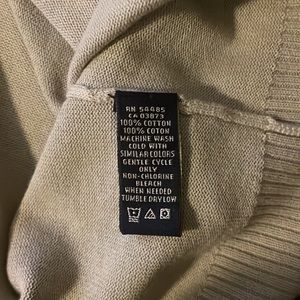 RN 54485
CA 03873
100% COTTON
100% COTON
MACHINE WASH
COLD WITH
SIMILAR COLORS
GENTLE CYCLE
ONLY
NON-CHLORINE
BLEACH
WHEN NEEDED
TUMBLE DRY LOW